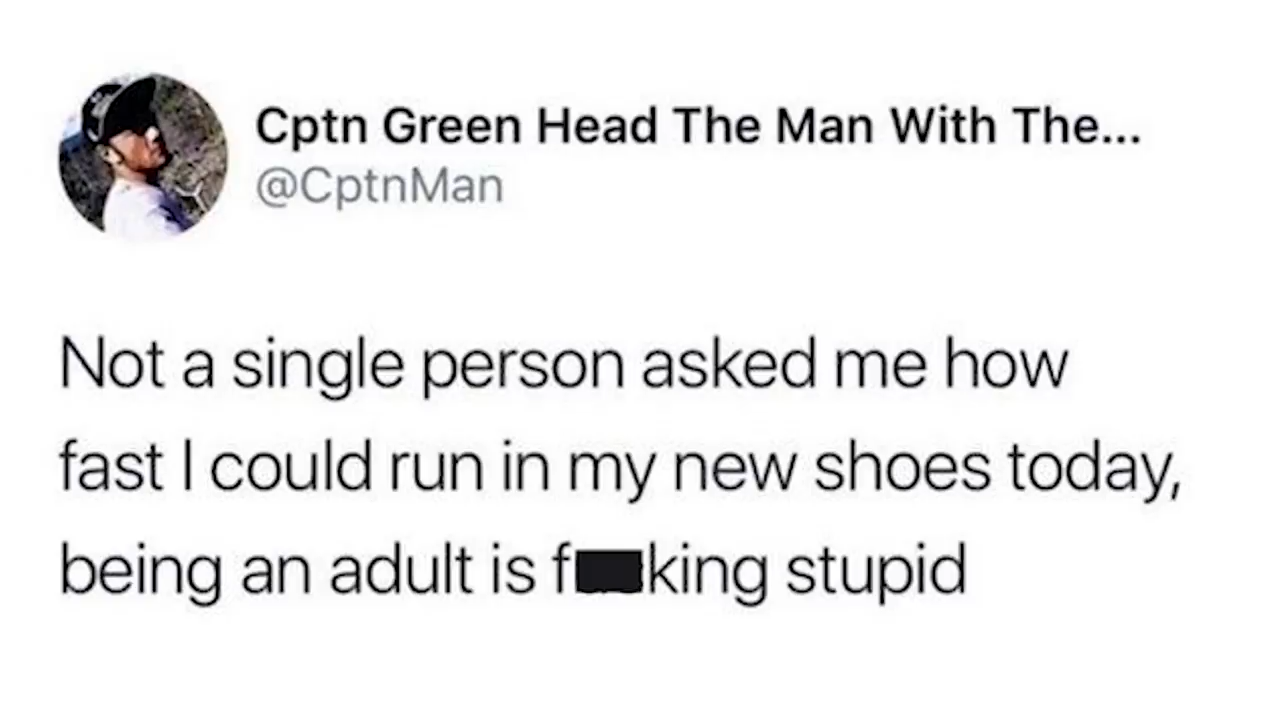 Cptn Green Head The Man With The...
@CptnMan
Not a single person asked me how
fast I could run in my new shoes today,
being an adult is f██king stupid